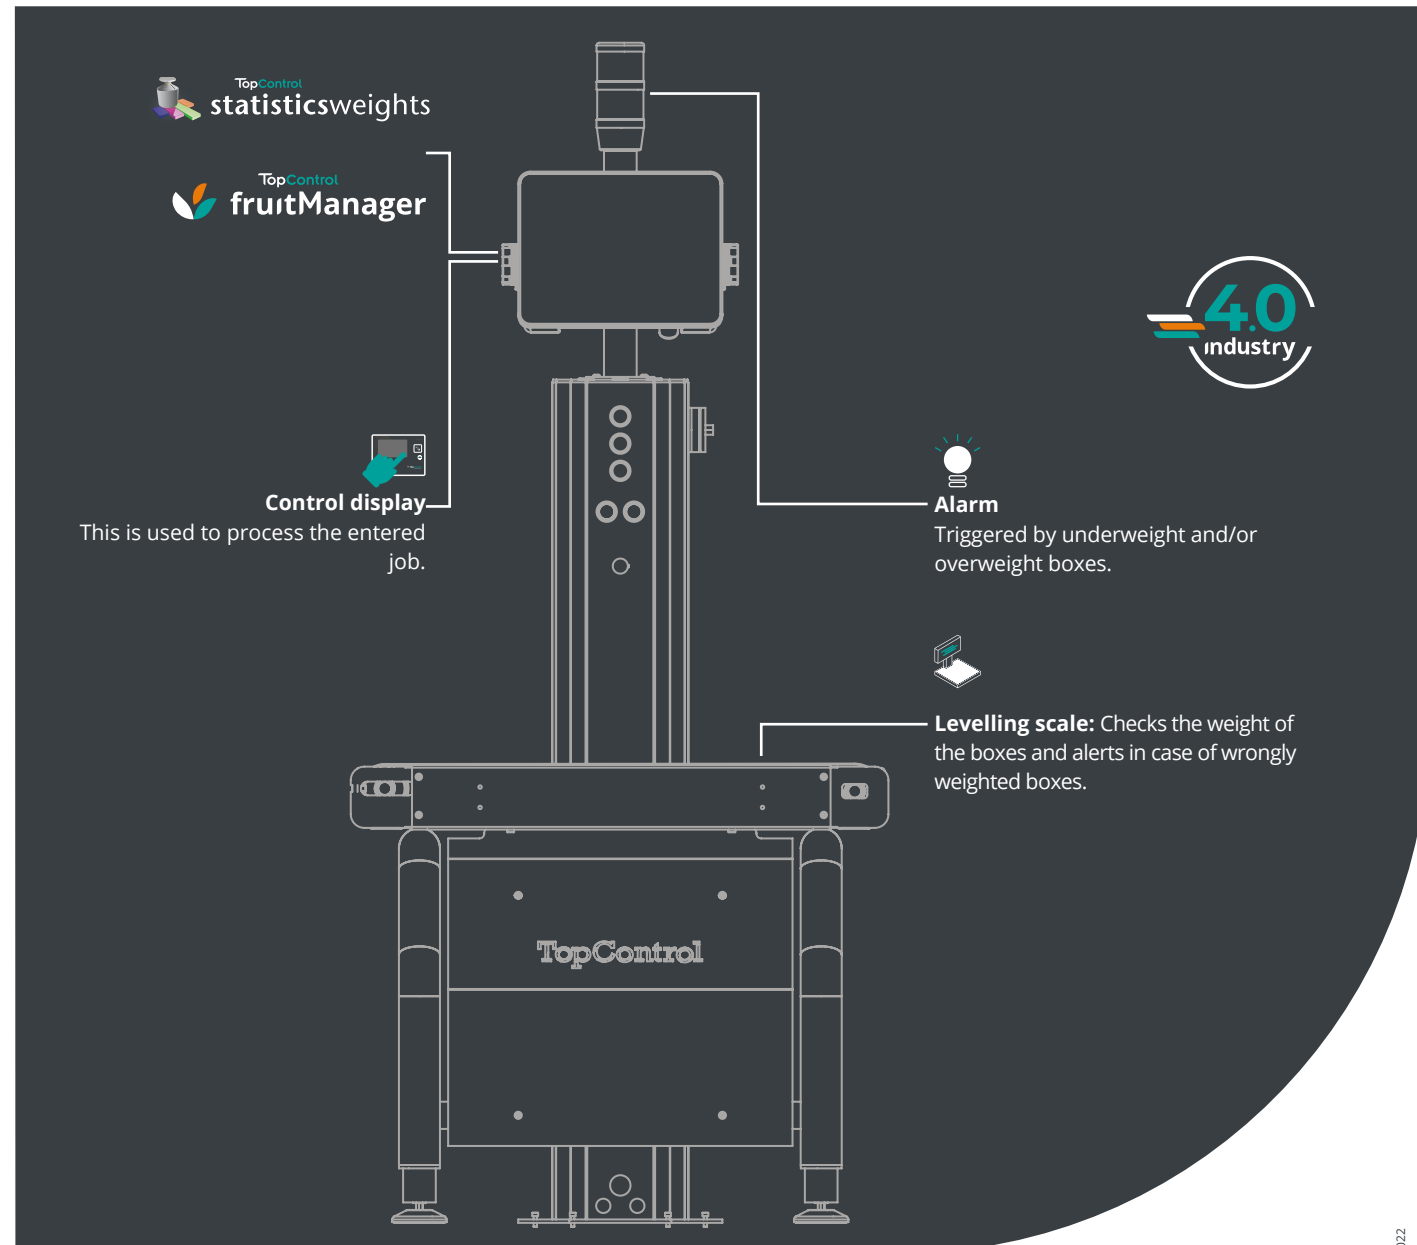 TopControl
statisticsweights
TopControl
fruitManager
4.0
industry
Control display
This is used to process the entered
job.
Alarm
Triggered by underweight and/or
overweight boxes.
Levelling scale: Checks the weight of
the boxes and alerts in case of wrongly
weighted boxes.
TopControl